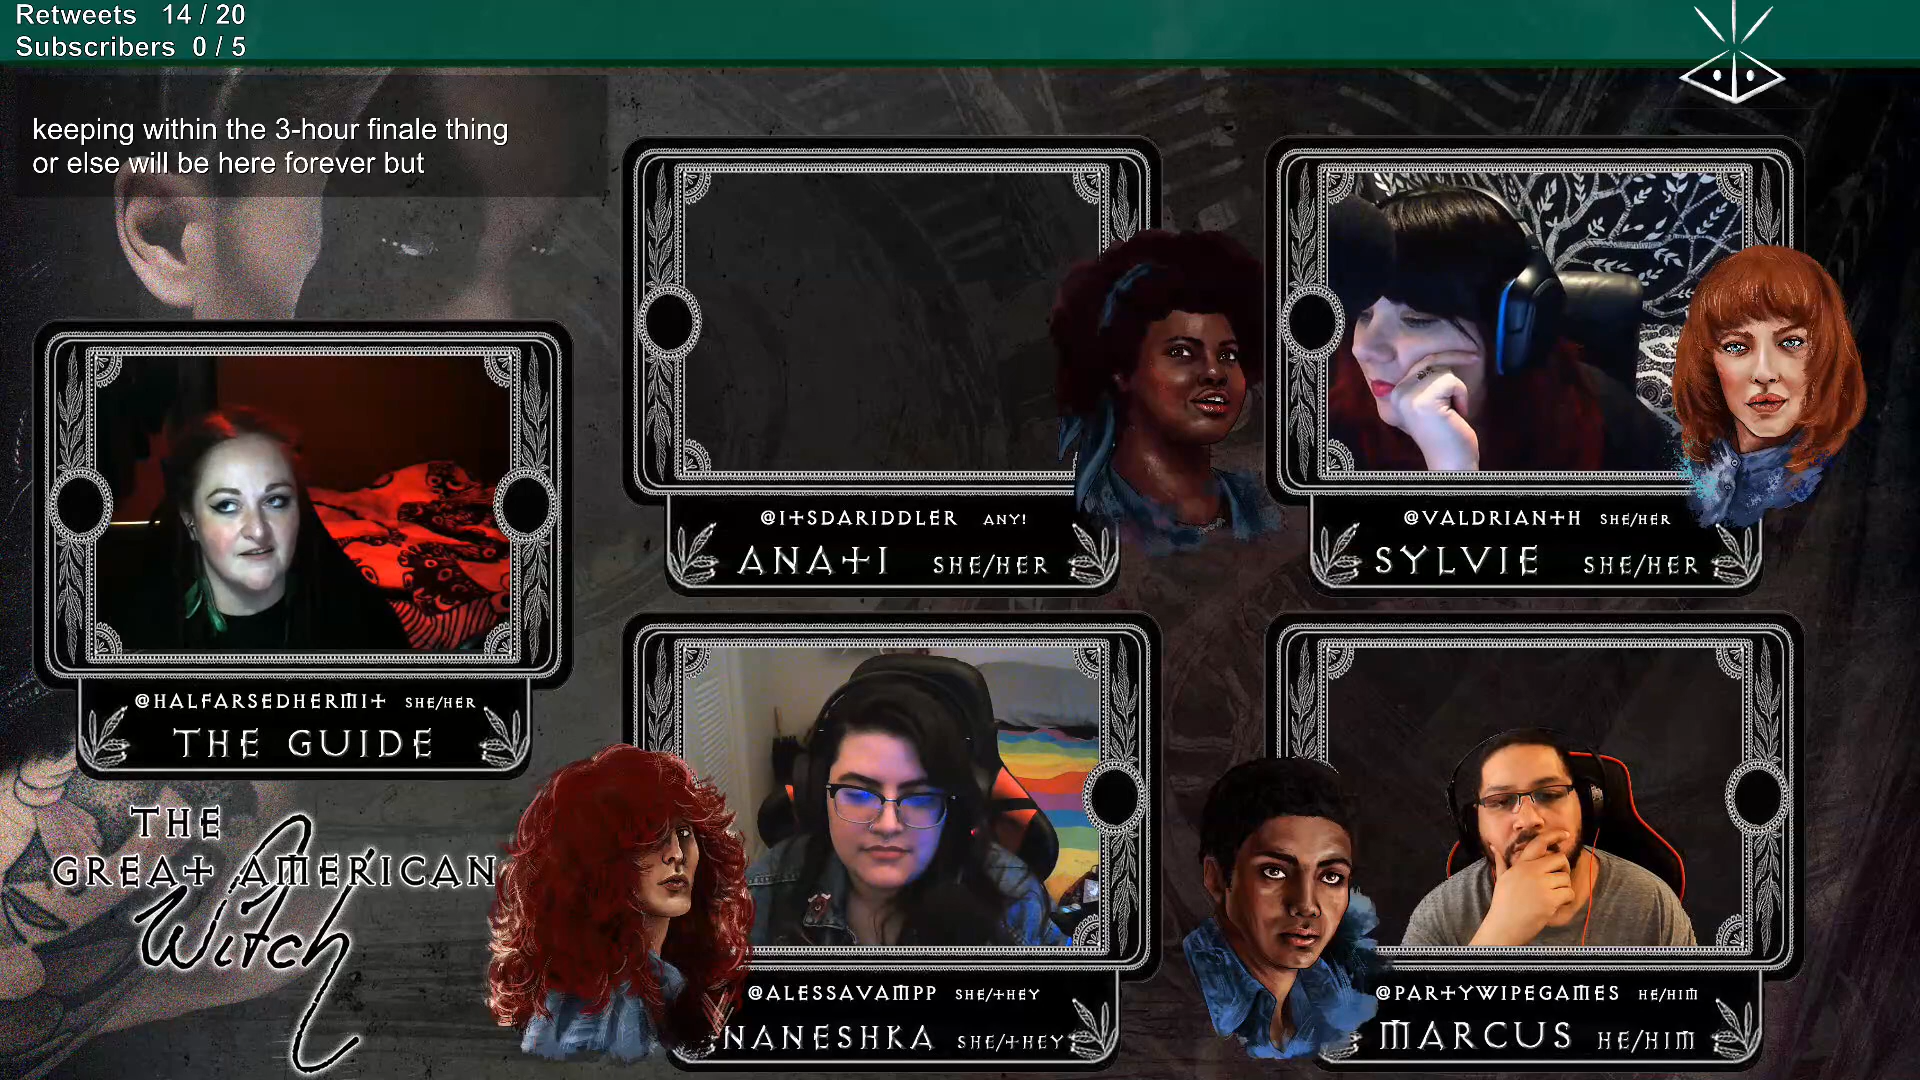 Retweets 14 / 20
Subscribers 0 / 5
keeping within the 3-hour finale thing
or else will be here forever but
@ITSDARIDDLER ANY!
ANATI SHE/HER
@VALDRIANTH SHE/HER
SYLVIE SHE/HER
@HALFARSEDHERMIT SHE/HER
THE GUIDE
THE
GREAT AMERICAN
Witch
@ALESSAVAMPP SHE/THEY
NANESHKA SHE/THEY
@PARTYWIPEGAMES HE/HIM
MARCUS HE/HIM